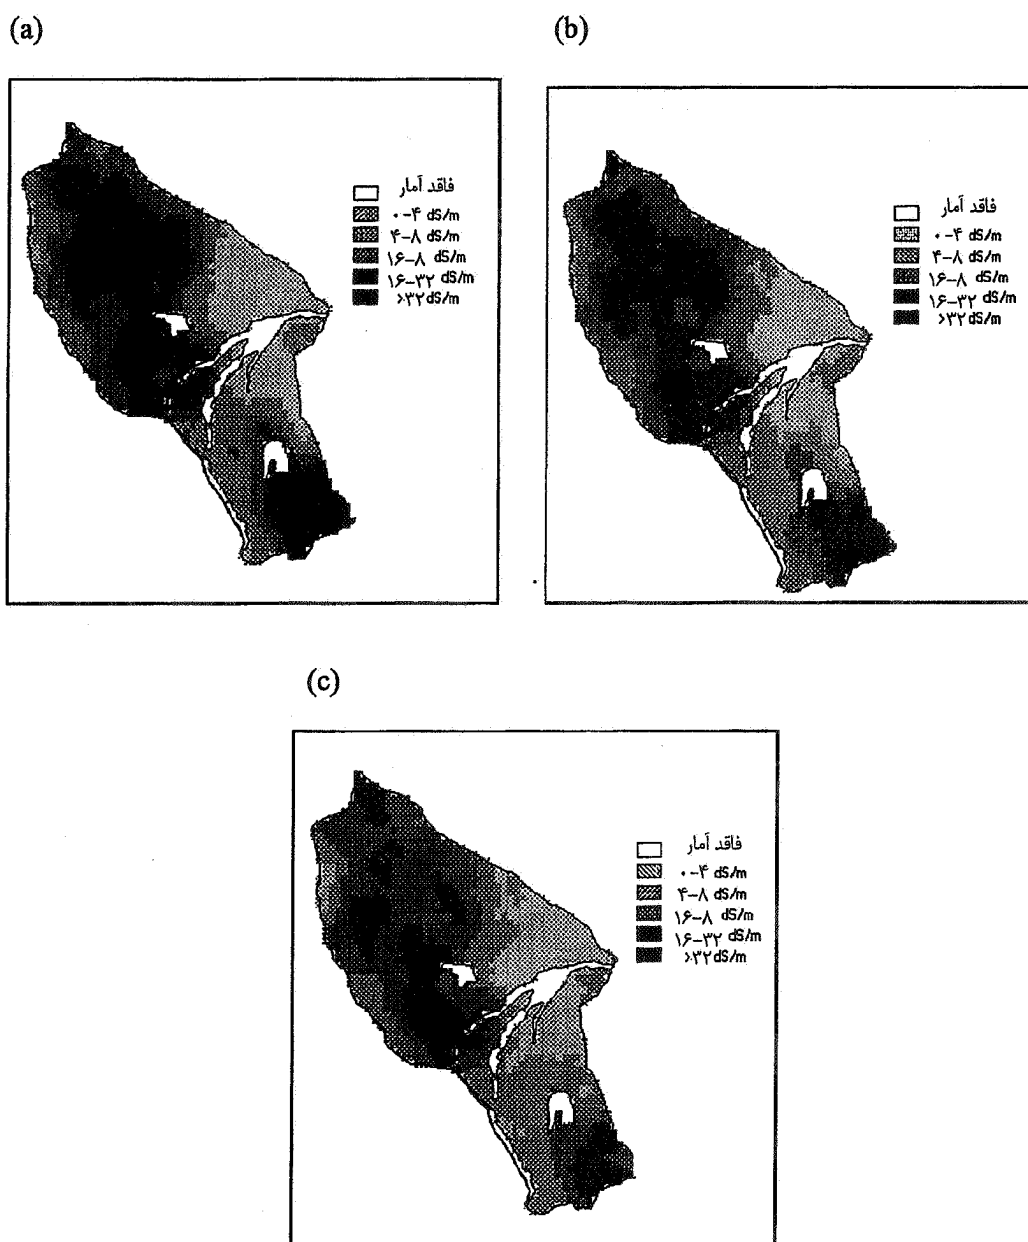 (a)
فاقد آمار
۰-۴ dS/m
۴-۸ dS/m
۱۶-۸ dS/m
۱۶-۳۲ dS/m
>۳۲ dS/m
(b)
فاقد آمار
۰-۴ dS/m
۴-۸ dS/m
۱۶-۸ dS/m
۱۶-۳۲ dS/m
>۳۲ dS/m
(c)
فاقد آمار
۰-۴ dS/m
۴-۸ dS/m
۱۶-۸ dS/m
۱۶-۳۲ dS/m
>۳۲ dS/m